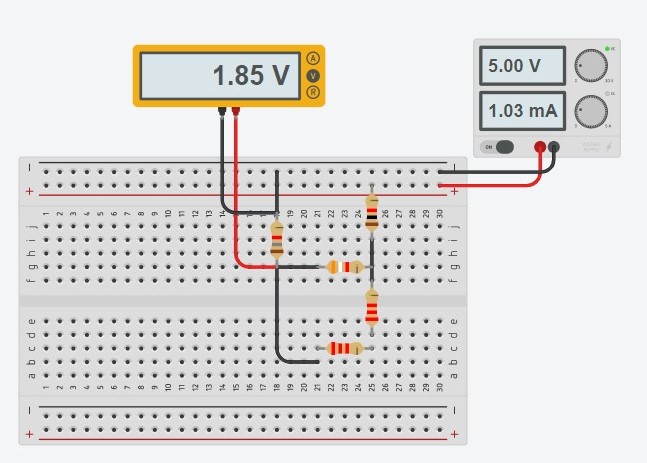 1.85 V
A
V
R
5.00 V
1.03 mA
ON
− −
+ +
1 2 3 4 5 6 7 8 9 10 11 12 13 14 15 16 17 18 19 20 21 22 23 24 25 26 27 28 29 30
j j
i i
h h
g g
f f
e e
d d
c c
b b
a a
1 2 3 4 5 6 7 8 9 10 11 12 13 14 15 16 17 18 19 20 21 22 23 24 25 26 27 28 29 30
− −
+ +